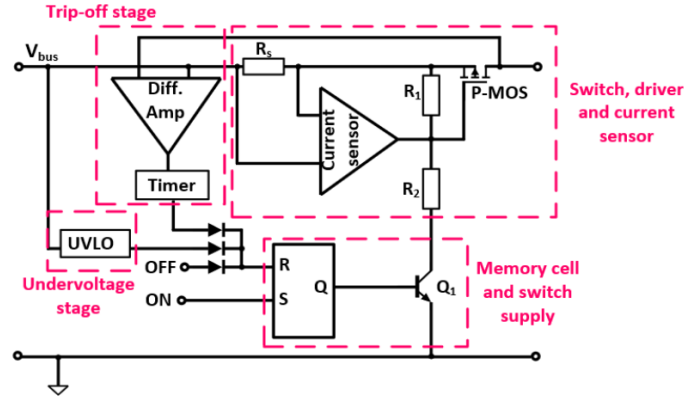 Trip-off stage
Vbus
Rs
Diff.
Amp
Current
sensor
R1
P-MOS
Switch, driver
and current
sensor
Timer
R2
UVLO
Undervoltage
stage
OFF
ON
R
S
Q
Q1
Memory cell
and switch
supply